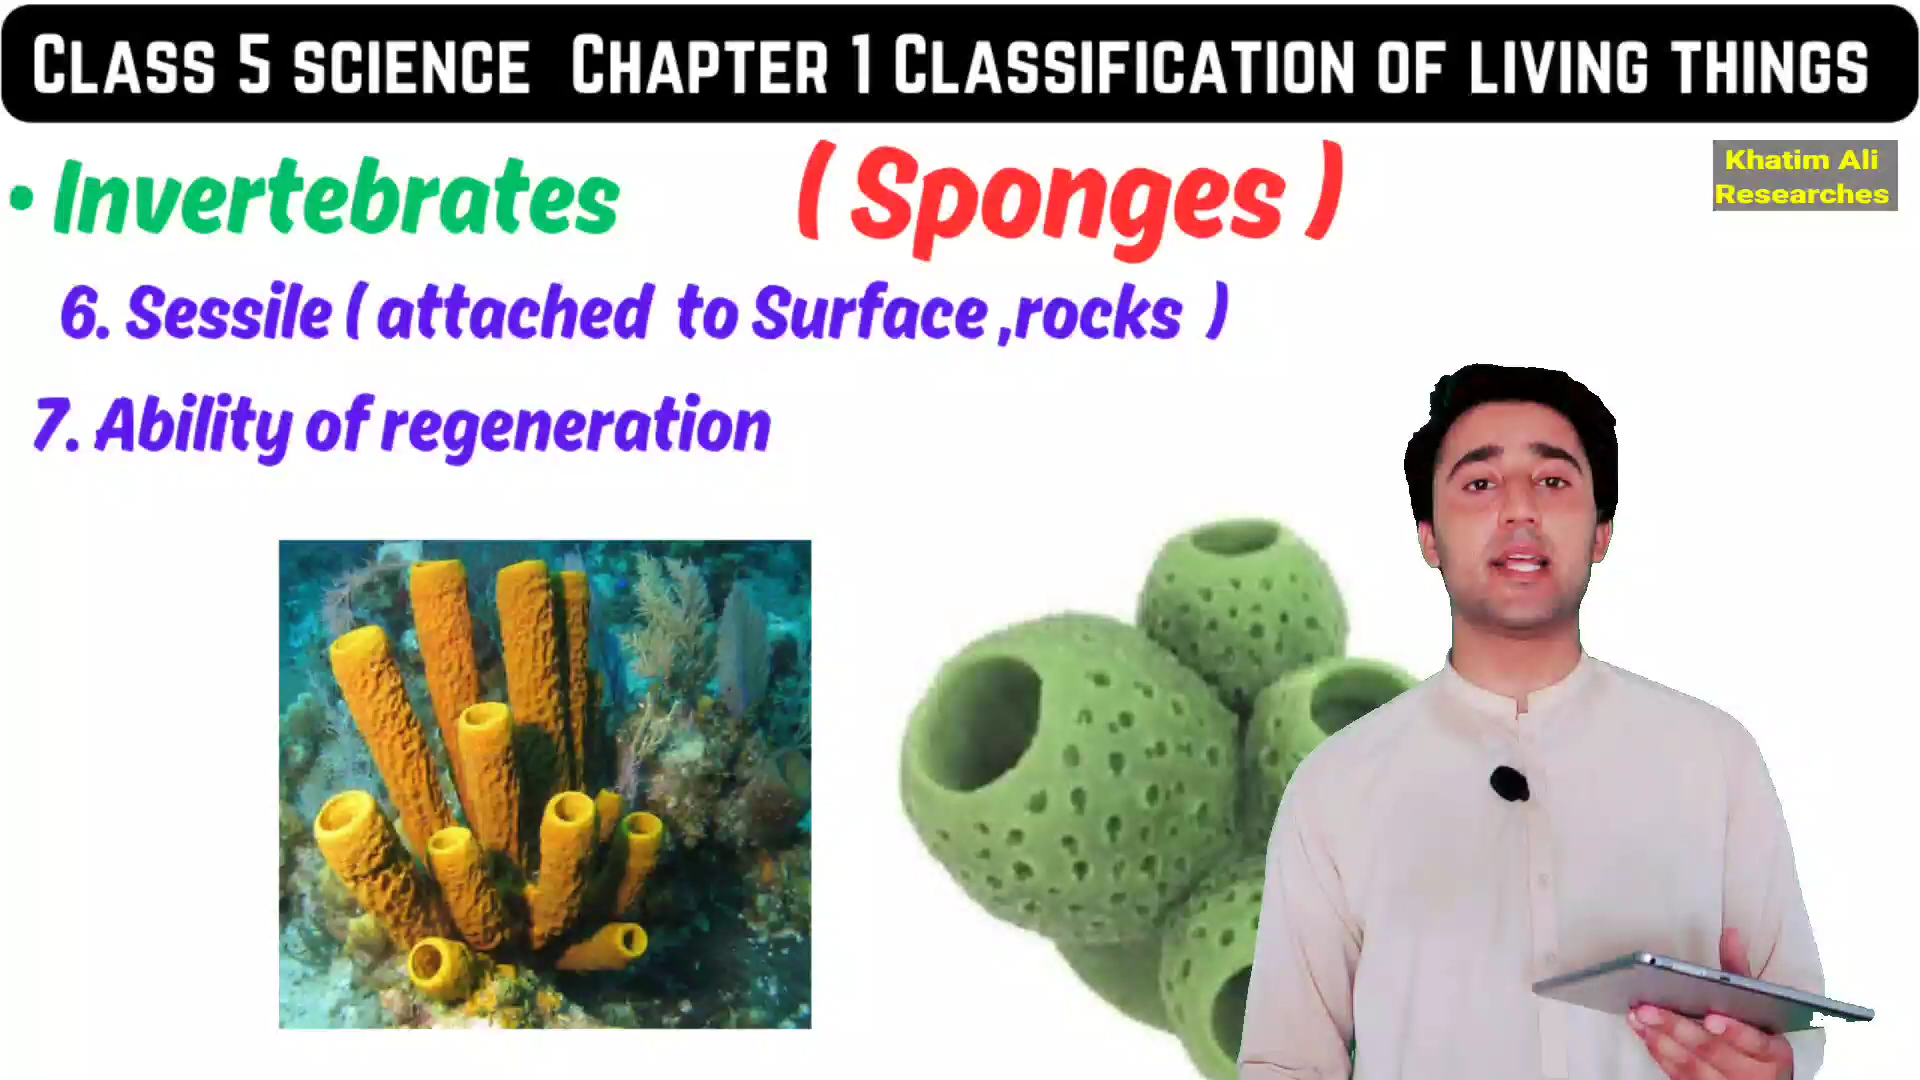 CLASS 5 SCIENCE CHAPTER 1 CLASSIFICATION OF LIVING THINGS
• Invertebrates (Sponges)
Khatim Ali
Researches
6. Sessile ( attached to Surface ,rocks )
7. Ability of regeneration